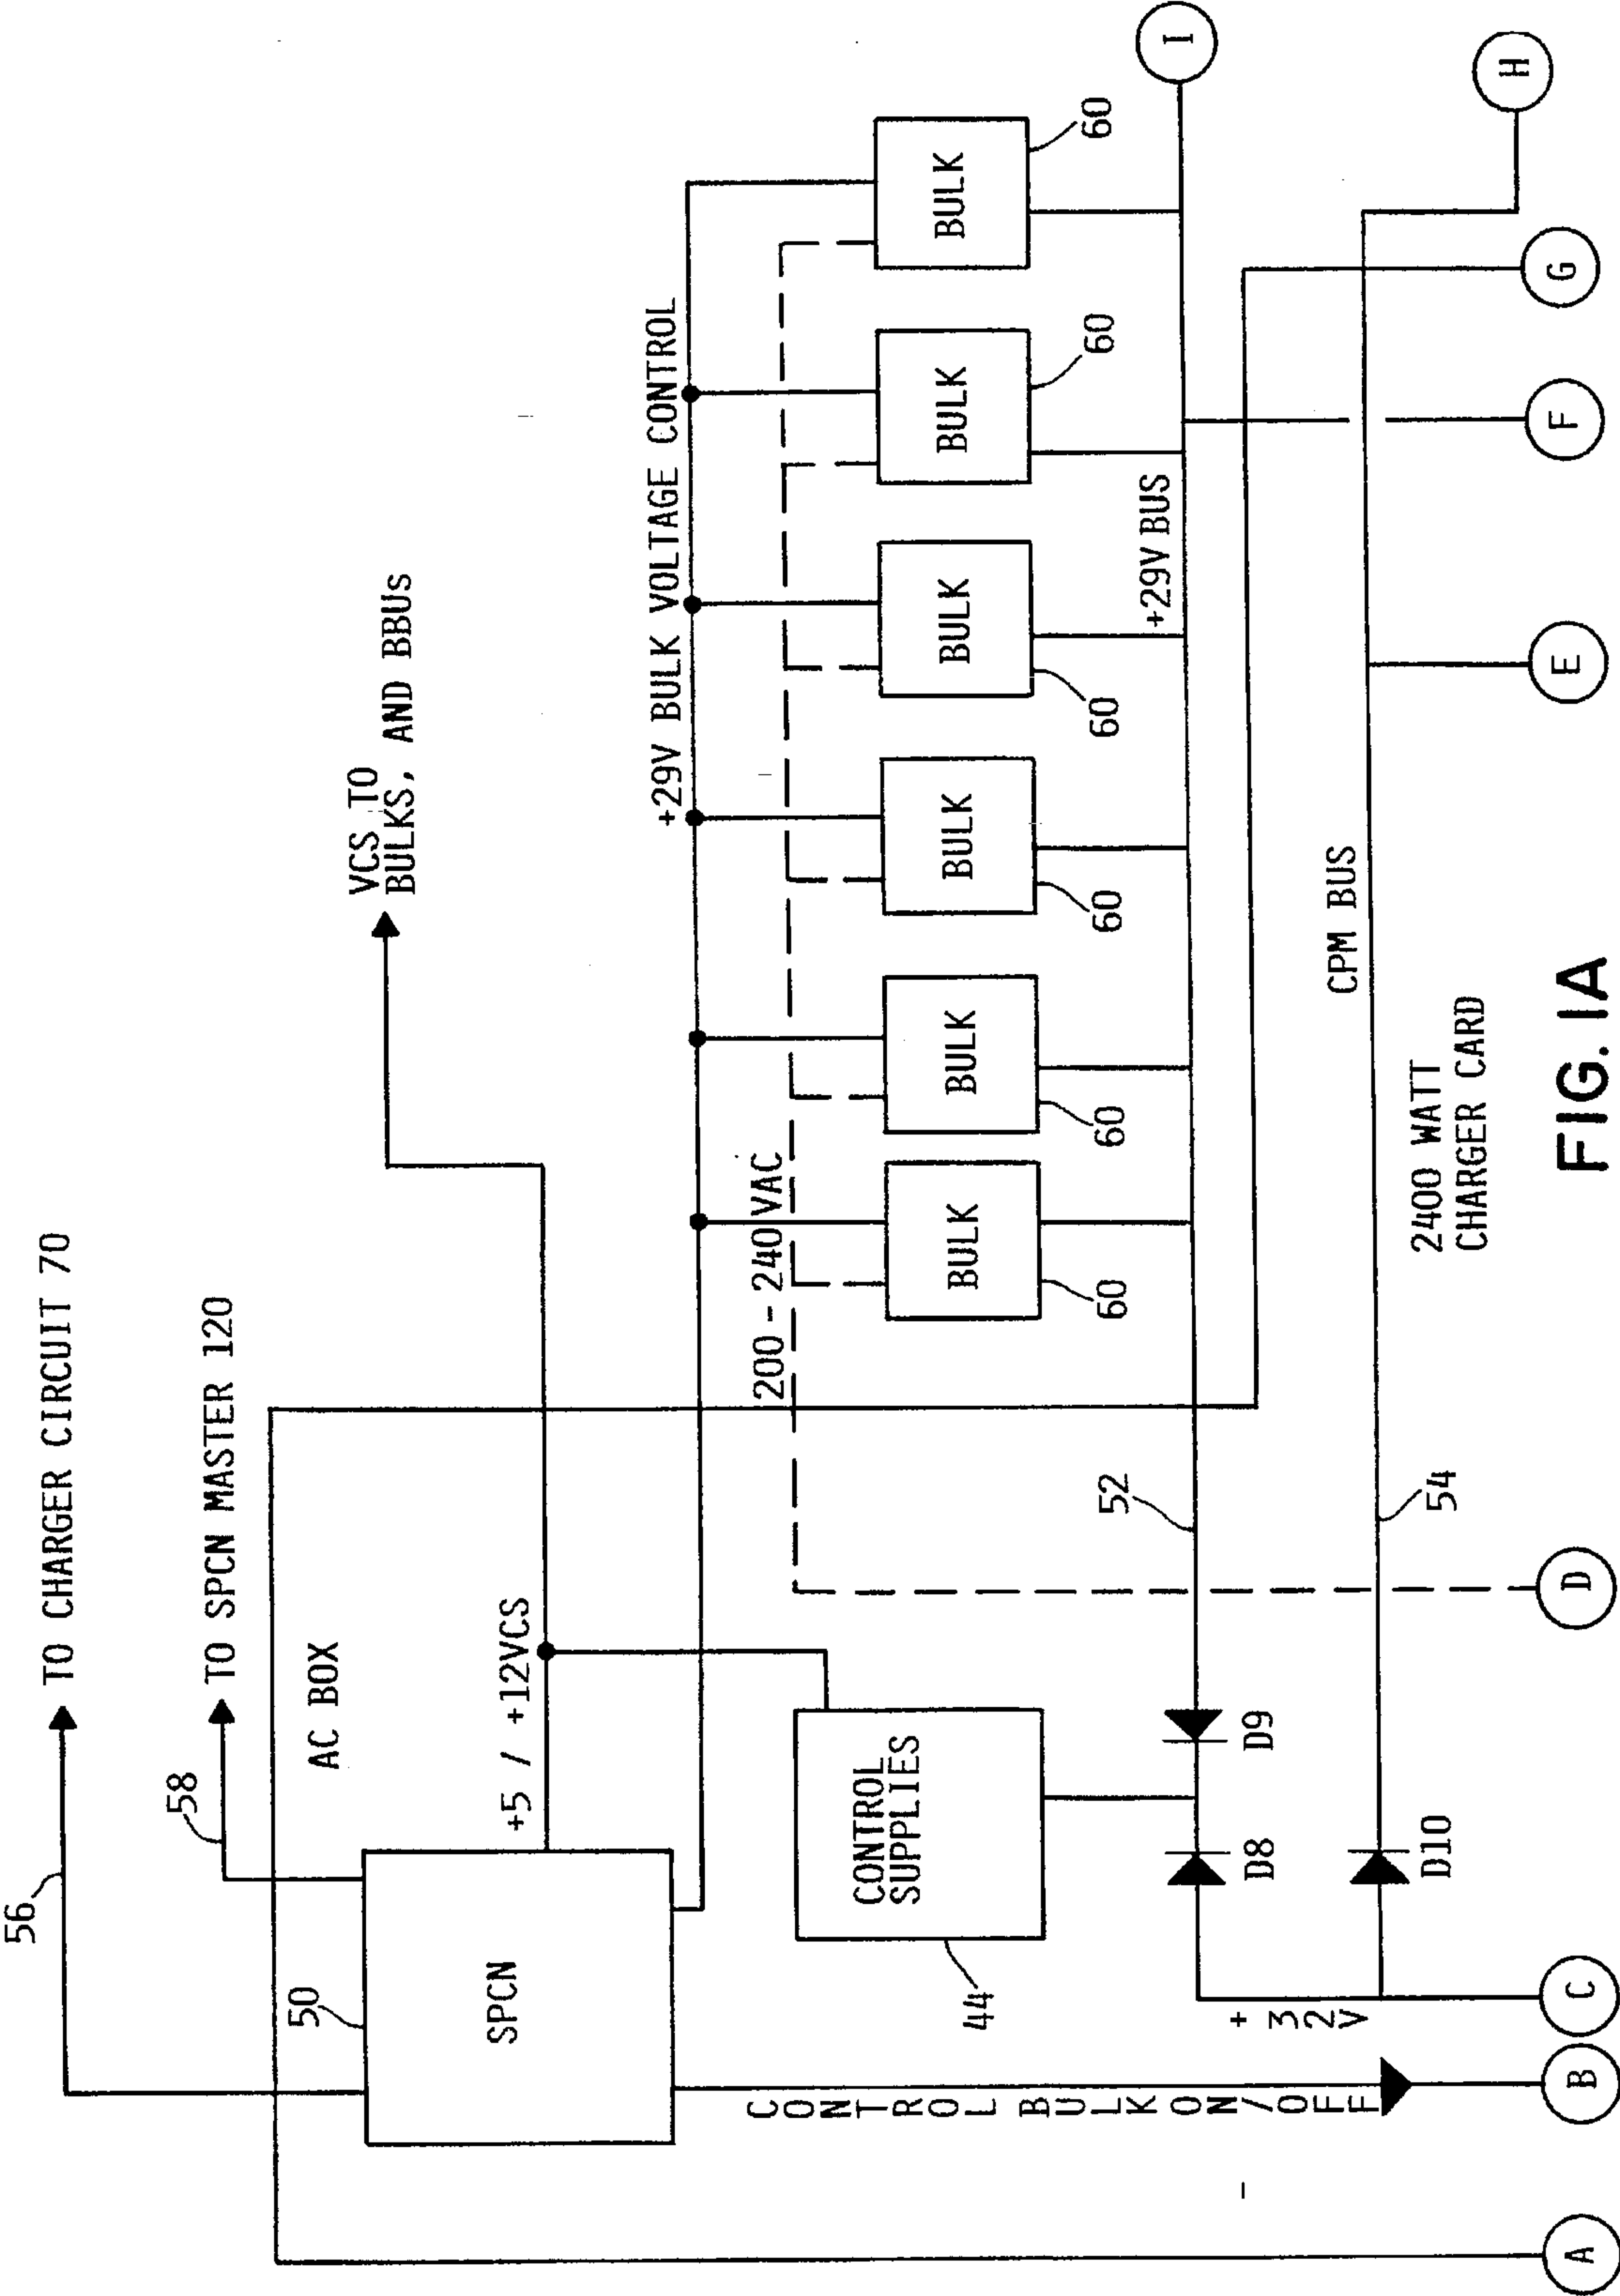 56
TO CHARGER CIRCUIT 70
58
TO SPCN MASTER 120
AC BOX
50
SPCN
+5 / +12VCS
VCS TO
BULKS, AND BBUs
+29V BULK VOLTAGE CONTROL
200-240 VAC
CONTROL
SUPPLIES
44
BULK
60
BULK
60
BULK
60
BULK
60
BULK
60
BULK
60
CONTROL BULK ON/OFF
52
+29V BUS
D8
D9
+32V
D10
54
CPM BUS
2400 WATT
CHARGER CARD
I
H
A
B
C
D
E
F
G
FIG. 1A